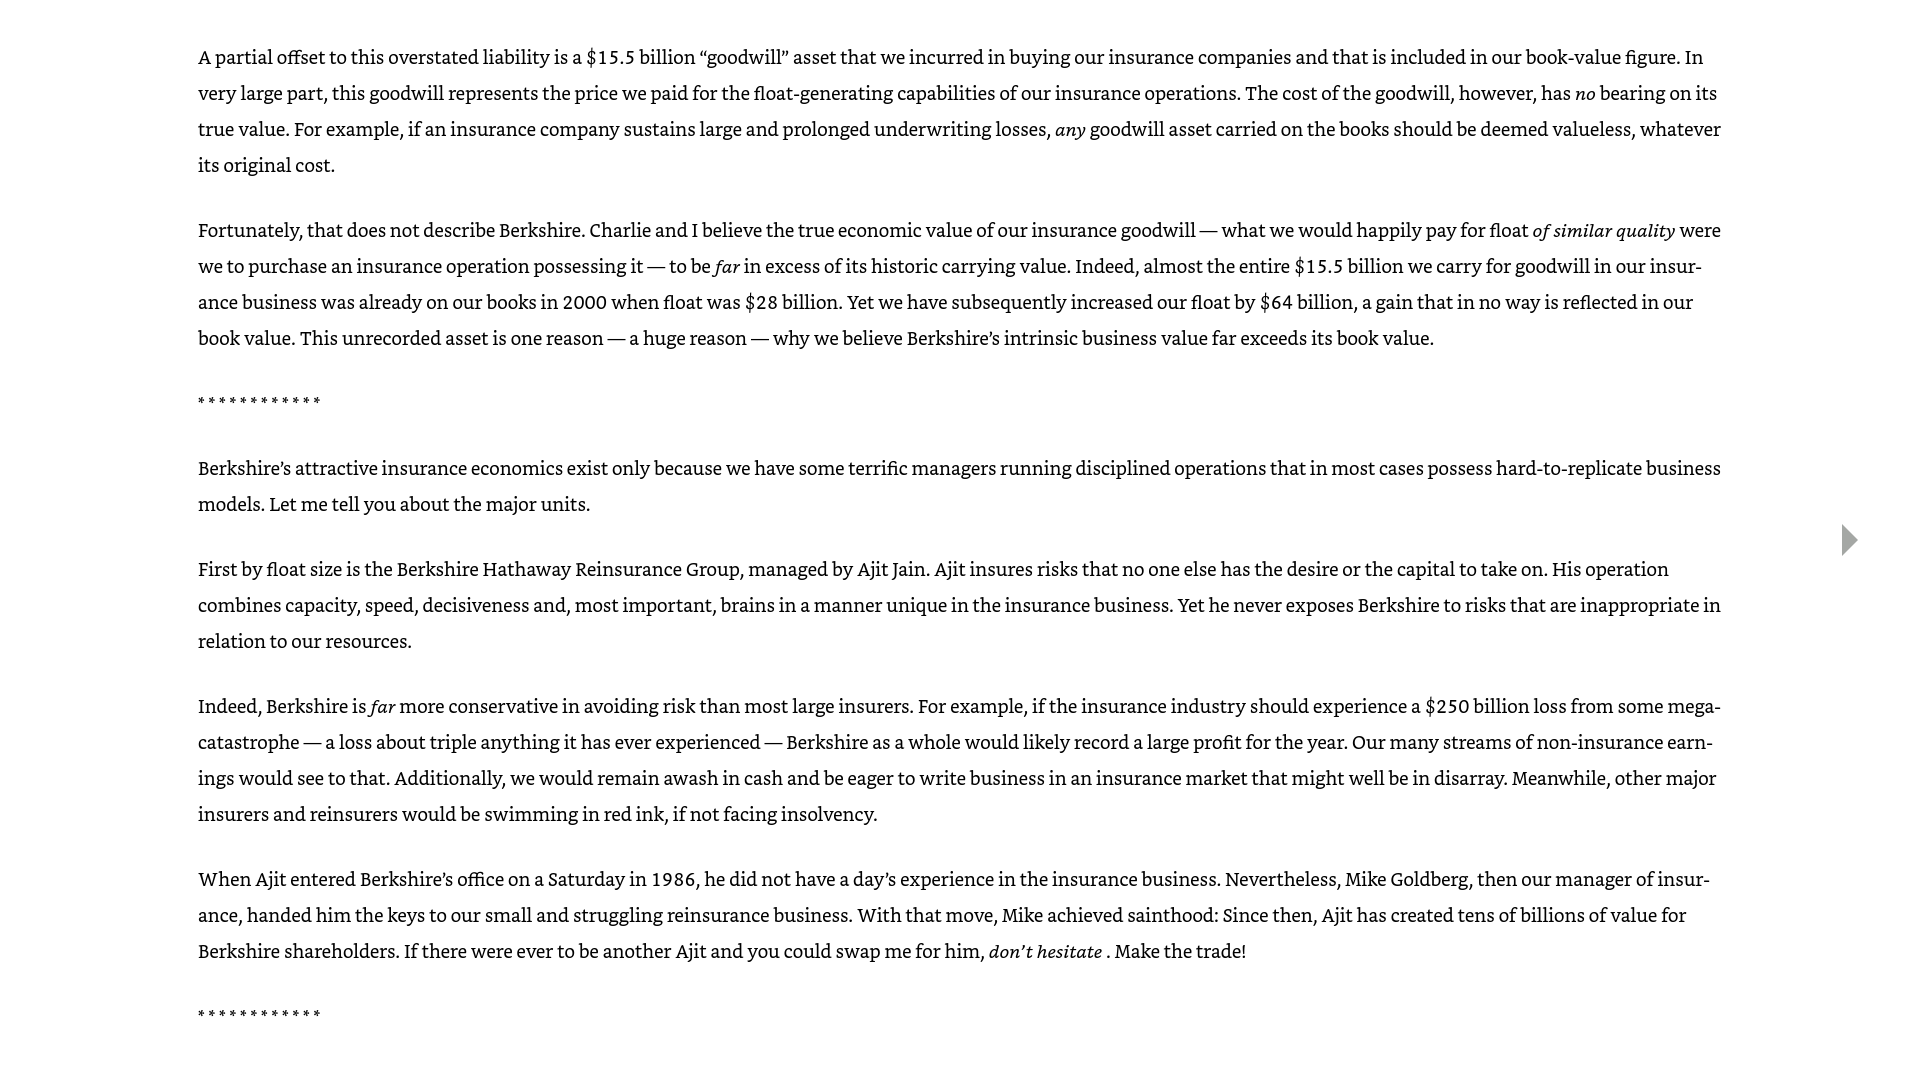 A partial offset to this overstated liability is a $15.5 billion “goodwill” asset that we incurred in buying our insurance companies and that is included in our book-value figure. In
very large part, this goodwill represents the price we paid for the float-generating capabilities of our insurance operations. The cost of the goodwill, however, has no bearing on its
true value. For example, if an insurance company sustains large and prolonged underwriting losses, any goodwill asset carried on the books should be deemed valueless, whatever
its original cost.
Fortunately, that does not describe Berkshire. Charlie and I believe the true economic value of our insurance goodwill — what we would happily pay for float of similar quality were
we to purchase an insurance operation possessing it — to be far in excess of its historic carrying value. Indeed, almost the entire $15.5 billion we carry for goodwill in our insur-
ance business was already on our books in 2000 when float was $28 billion. Yet we have subsequently increased our float by $64 billion, a gain that in no way is reflected in our
book value. This unrecorded asset is one reason — a huge reason — why we believe Berkshire’s intrinsic business value far exceeds its book value.
* * * * * * * * * * * *
Berkshire’s attractive insurance economics exist only because we have some terrific managers running disciplined operations that in most cases possess hard-to-replicate business
models. Let me tell you about the major units.
First by float size is the Berkshire Hathaway Reinsurance Group, managed by Ajit Jain. Ajit insures risks that no one else has the desire or the capital to take on. His operation
combines capacity, speed, decisiveness and, most important, brains in a manner unique in the insurance business. Yet he never exposes Berkshire to risks that are inappropriate in
relation to our resources.
Indeed, Berkshire is far more conservative in avoiding risk than most large insurers. For example, if the insurance industry should experience a $250 billion loss from some mega-
catastrophe — a loss about triple anything it has ever experienced — Berkshire as a whole would likely record a large profit for the year. Our many streams of non-insurance earn-
ings would see to that. Additionally, we would remain awash in cash and be eager to write business in an insurance market that might well be in disarray. Meanwhile, other major
insurers and reinsurers would be swimming in red ink, if not facing insolvency.
When Ajit entered Berkshire’s office on a Saturday in 1986, he did not have a day’s experience in the insurance business. Nevertheless, Mike Goldberg, then our manager of insur-
ance, handed him the keys to our small and struggling reinsurance business. With that move, Mike achieved sainthood: Since then, Ajit has created tens of billions of value for
Berkshire shareholders. If there were ever to be another Ajit and you could swap me for him, don’t hesitate . Make the trade!
* * * * * * * * * * * *